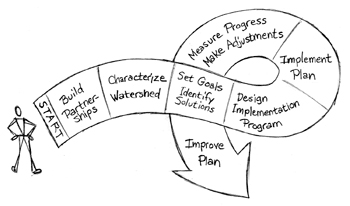 START
Build
Partner-
ships
Characterize
Watershed
Set Goals
Identify
Solutions
Design
Implementation
Program
Implement
Plan
Measure Progress
Make Adjustments
Improve
Plan